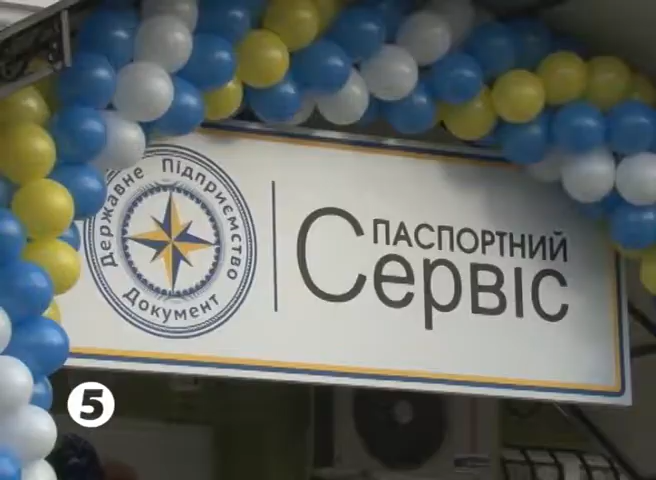 Державне Підприємство
Документ
ПАСПОРТНИЙ
Сервіс
5